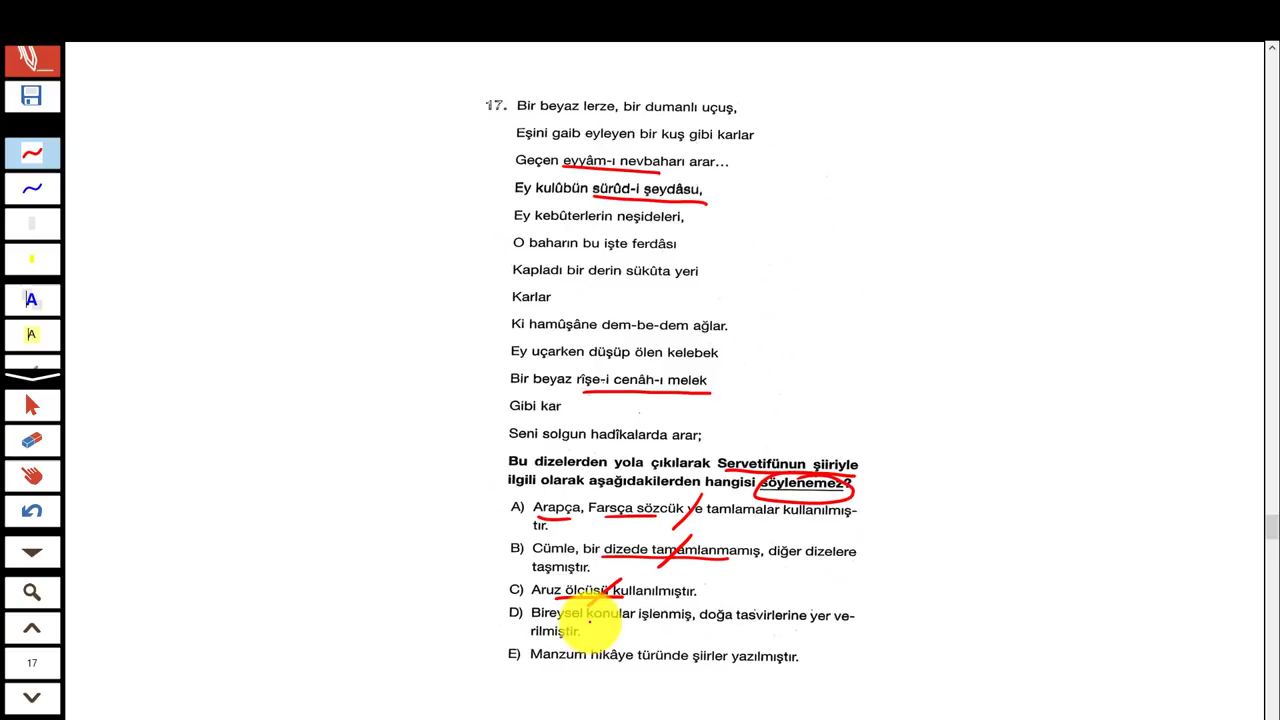 17. Bir beyaz lerze, bir dumanlı uçuş,
Eşini gaib eyleyen bir kuş gibi karlar
Geçen eyyâm-ı nevbaharı arar...
Ey kulûbün sürûd-i şeydâsu,
Ey kebûterlerin neşideleri,
O baharın bu işte ferdâsı
Kapladı bir derin sükûta yeri
Karlar
Ki hamûşâne dem-be-dem ağlar.
Ey uçarken düşüp ölen kelebek
Bir beyaz rîşe-i cenâh-ı melek
Gibi kar
Seni solgun hadîkalarda arar;
Bu dizelerden yola çıkılarak Servetifünun şiiriyle
ilgili olarak aşağıdakilerden hangisi söylenemez?
A) Arapça, Farsça sözcük ve tamlamalar kullanılmış-
tır.
B) Cümle, bir dizede tamamlanmamış, diğer dizelere
taşmıştır.
C) Aruz ölçüsü kullanılmıştır.
D) Bireysel konular işlenmiş, doğa tasvirlerine yer ve-
rilmiştir.
E) Manzum hikâye türünde şiirler yazılmıştır.
A
A
17